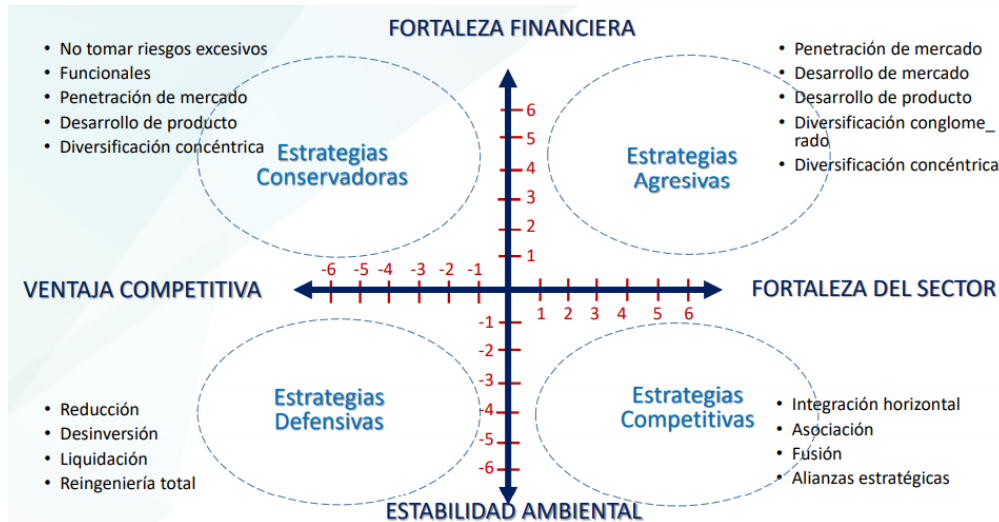 FORTALEZA FINANCIERA
• No tomar riesgos excesivos
• Funcionales
• Penetración de mercado
• Desarrollo de producto
• Diversificación concéntrica
Estrategias
Conservadoras
• Penetración de mercado
• Desarrollo de mercado
• Desarrollo de producto
• Diversificación conglome_
rado
• Diversificación concéntrica
Estrategias
Agresivas
6
5
4
3
2
1
VENTAJA COMPETITIVA
-6 -5 -4 -3 -2 -1
FORTALEZA DEL SECTOR
1 2 3 4 5 6
-1
-2
-3
-4
-5
-6
Estrategias
Defensivas
• Reducción
• Desinversión
• Liquidación
• Reingeniería total
Estrategias
Competitivas
• Integración horizontal
• Asociación
• Fusión
• Alianzas estratégicas
ESTABILIDAD AMBIENTAL